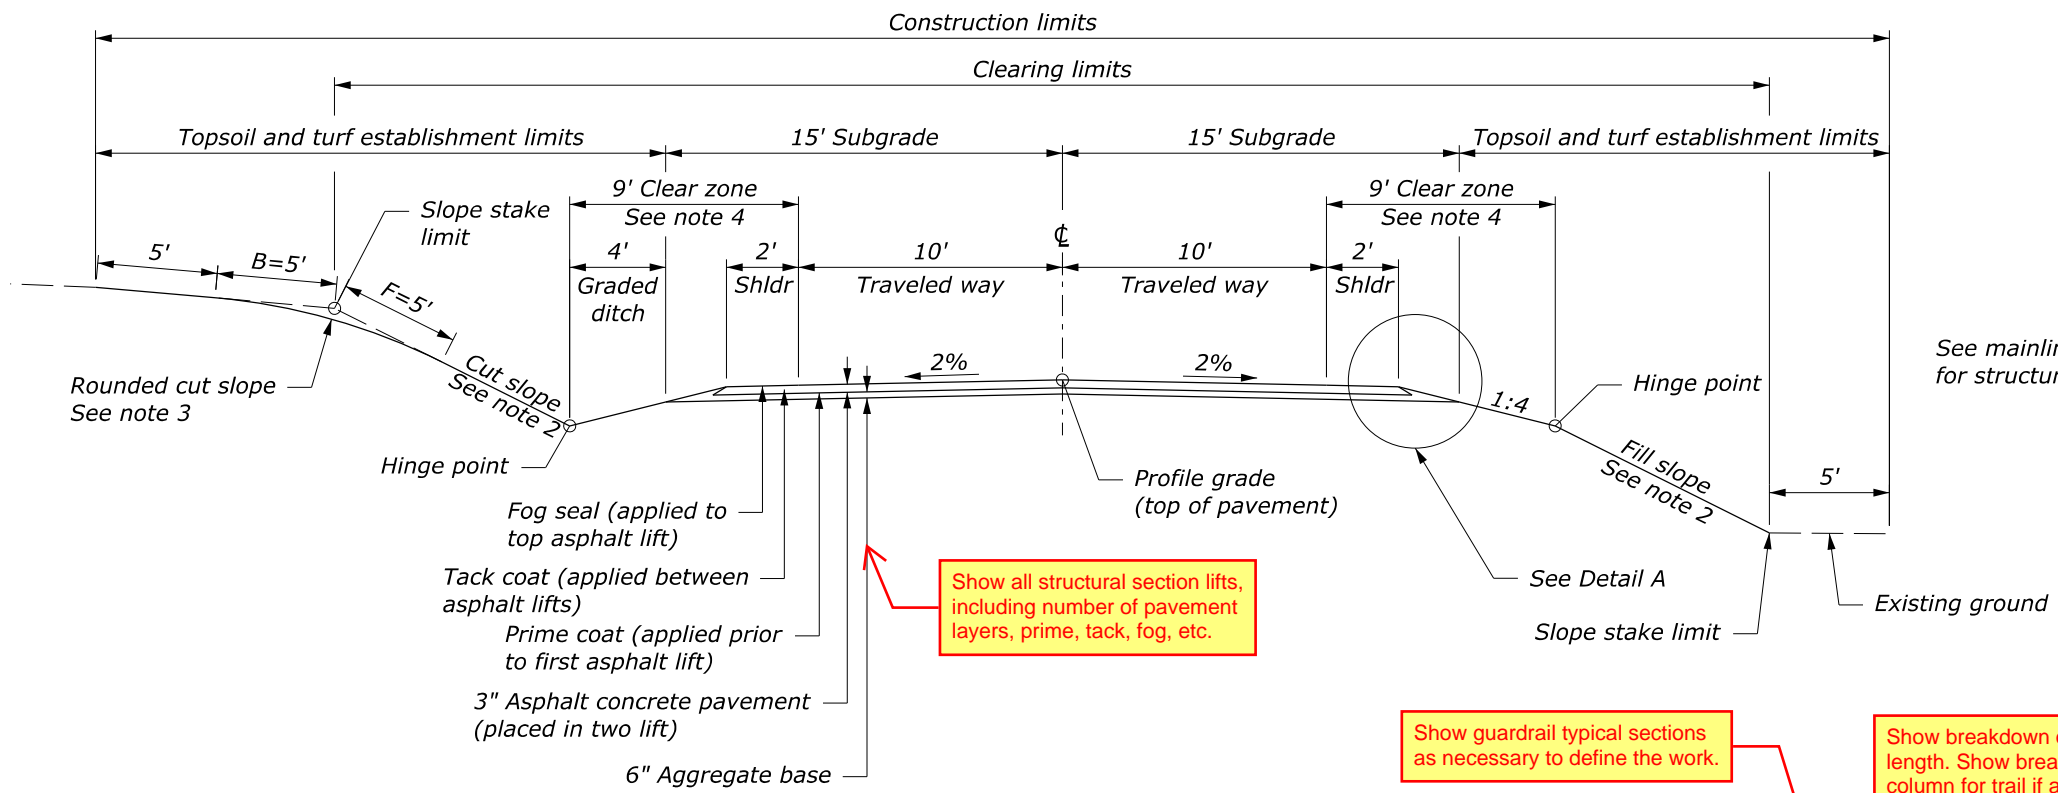 Construction limits
Clearing limits
Topsoil and turf establishment limits
15' Subgrade
15' Subgrade
Topsoil and turf establishment limits
9' Clear zone
See note 4
9' Clear zone
See note 4
Slope stake
limit
5'
B=5'
F=5'
4'
Graded
ditch
2'
Shldr
10'
Traveled way
℄
10'
Traveled way
2'
Shldr
Rounded cut slope
See note 3
Cut slope
See note 2
2%
2%
Hinge point
1:4
See mainlin
for structur
Hinge point
Profile grade
(top of pavement)
Fill slope
See note 2
5'
Fog seal (applied to
top asphalt lift)
Tack coat (applied between
asphalt lifts)
Prime coat (applied prior
to first asphalt lift)
3" Asphalt concrete pavement
(placed in two lift)
6" Aggregate base
Show all structural section lifts,
including number of pavement
layers, prime, tack, fog, etc.
See Detail A
Existing ground
Slope stake limit
Show guardrail typical sections
as necessary to define the work.
Show breakdown
length. Show brea
column for trail if a